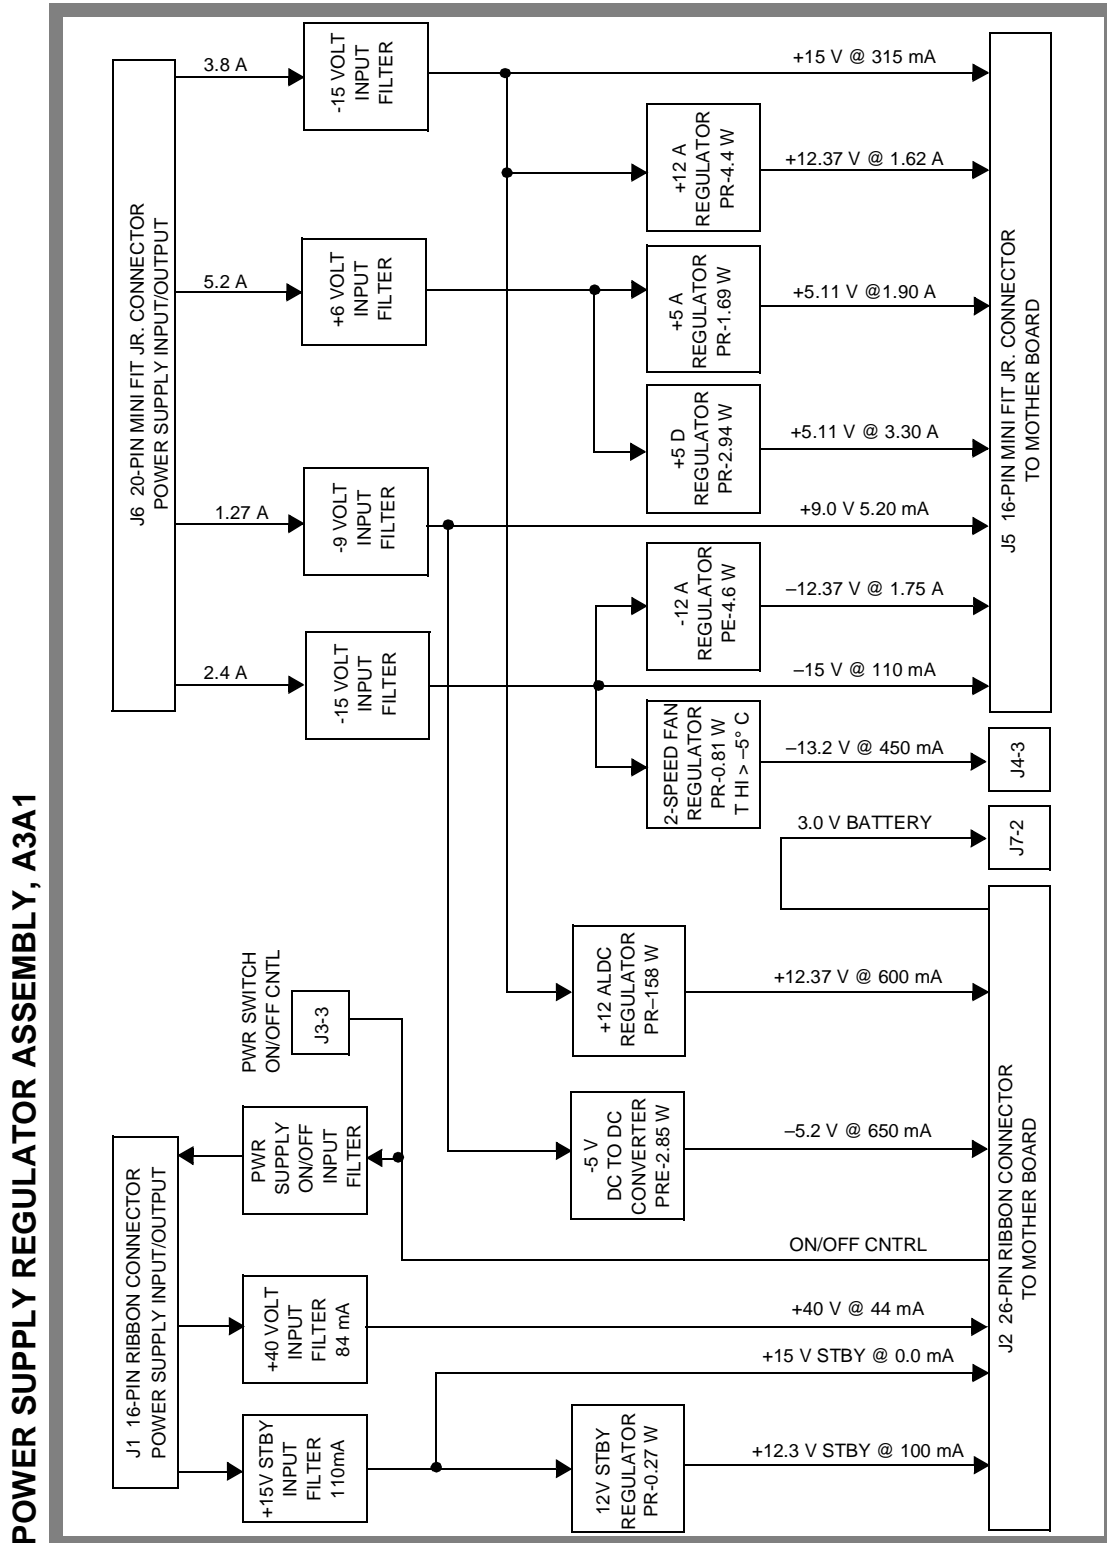 POWER SUPPLY REGULATOR ASSEMBLY, A3A1
J6 20-PIN MINI FIT JR. CONNECTOR
POWER SUPPLY INPUT/OUTPUT
3.8 A
-15 VOLT
INPUT
FILTER
+15 V @ 315 mA
+12 A
REGULATOR
PR-4.4 W
+12.37 V @ 1.62 A
5.2 A
+6 VOLT
INPUT
FILTER
+5 A
REGULATOR
PR-1.69 W
+5.11 V @1.90 A
+5 D
REGULATOR
PR-2.94 W
+5.11 V @ 3.30 A
1.27 A
-9 VOLT
INPUT
FILTER
+9.0 V 5.20 mA
-12 A
REGULATOR
PE-4.6 W
–12.37 V @ 1.75 A
2.4 A
-15 VOLT
INPUT
FILTER
–15 V @ 110 mA
2-SPEED FAN
REGULATOR
PR-0.81 W
T HI > –5° C
–13.2 V @ 450 mA
J5 16-PIN MINI FIT JR. CONNECTOR
TO MOTHER BOARD
J4-3
3.0 V BATTERY
J7-2
PWR SWITCH
ON/OFF CNTL
J3-3
+12 ALDC
REGULATOR
PR–158 W
+12.37 V @ 600 mA
J1 16-PIN RIBBON CONNECTOR
POWER SUPPLY INPUT/OUTPUT
PWR
SUPPLY
ON/OFF
INPUT
FILTER
-5 V
DC TO DC
CONVERTER
PRE-2.85 W
–5.2 V @ 650 mA
ON/OFF CNTRL
+40 VOLT
INPUT
FILTER
84 mA
+40 V @ 44 mA
+15 V STBY @ 0.0 mA
+15V STBY
INPUT
FILTER
110mA
12V STBY
REGULATOR
PR-0.27 W
+12.3 V STBY @ 100 mA
J2 26-PIN RIBBON CONNECTOR
TO MOTHER BOARD